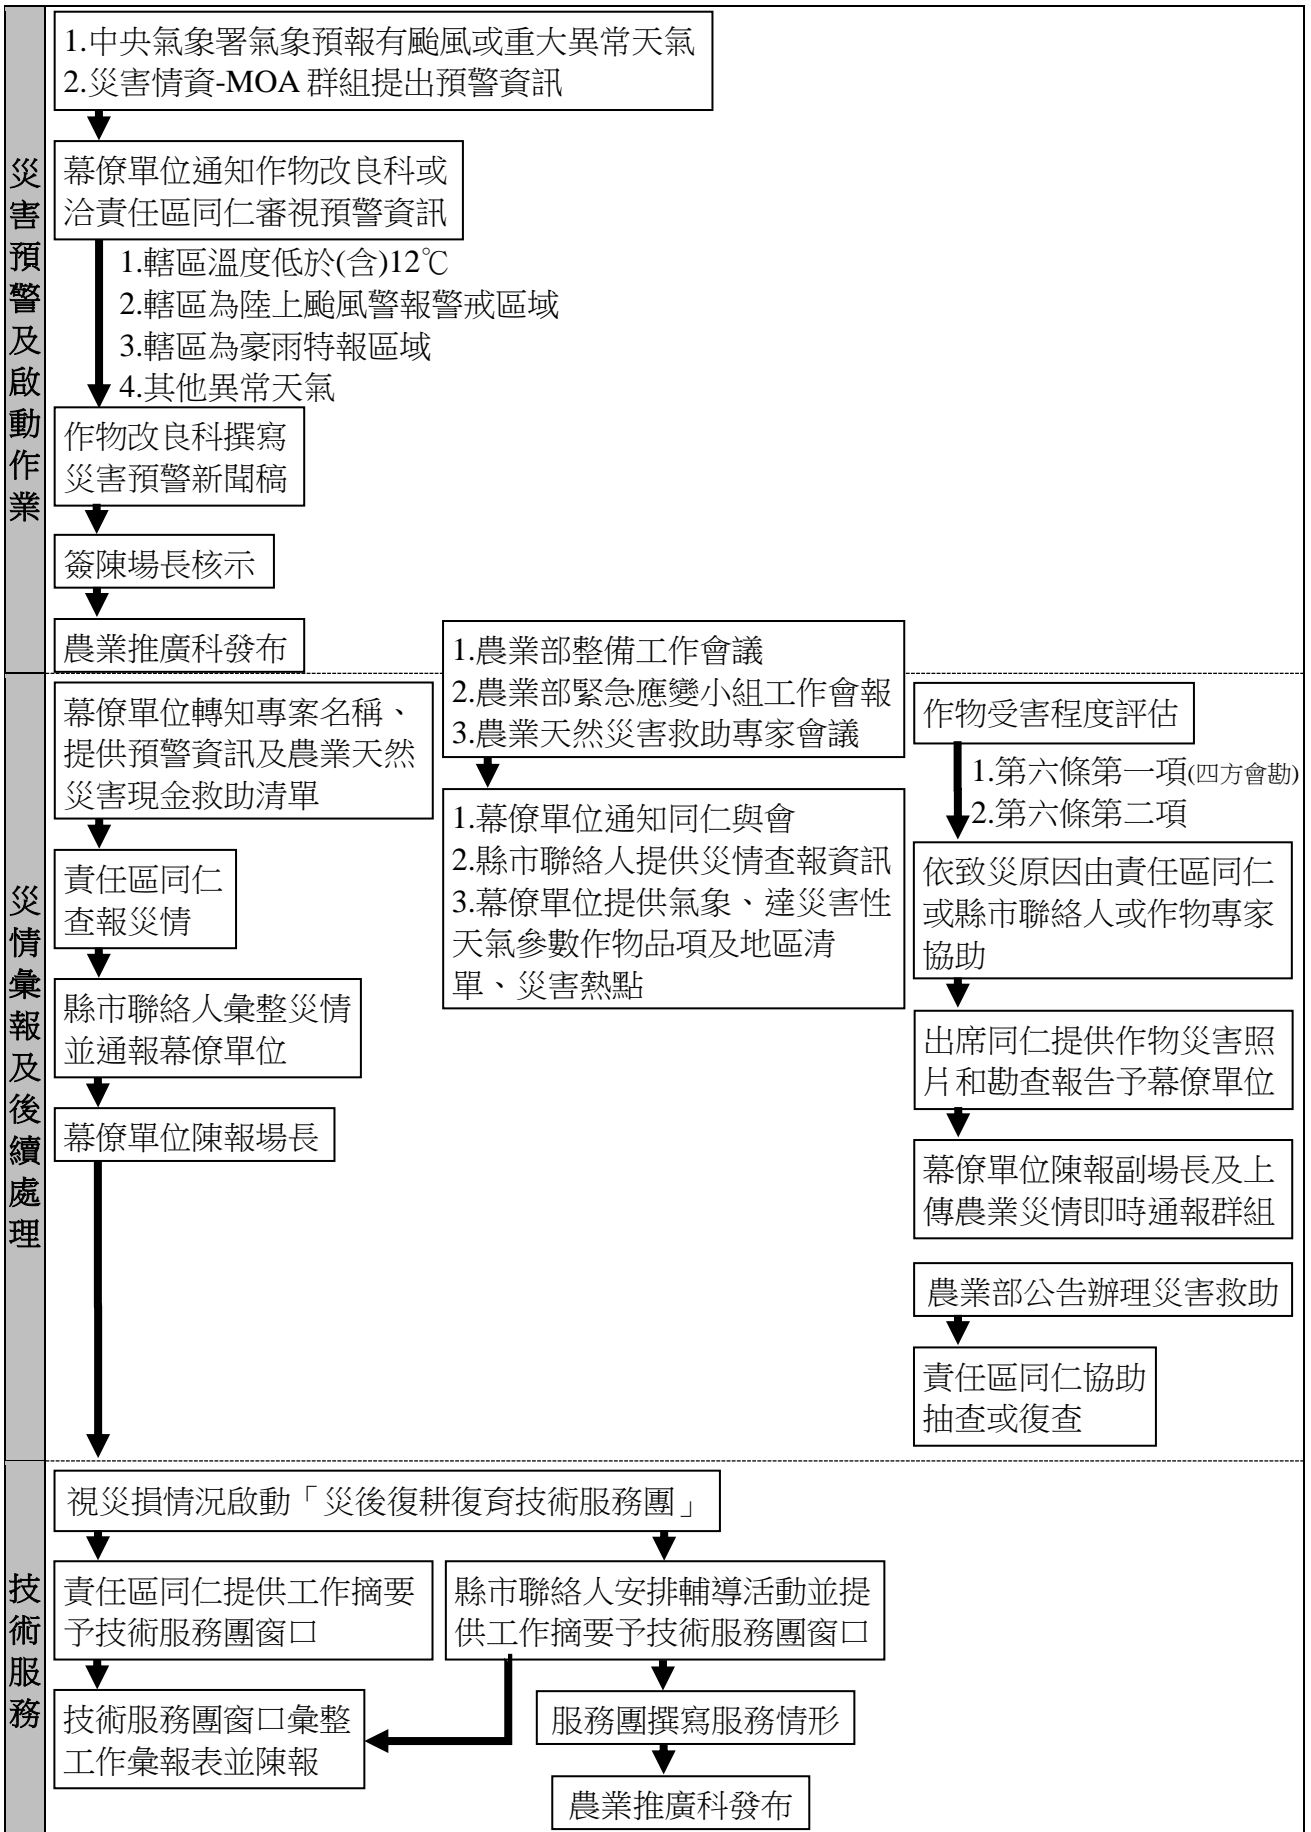 災害預警及啟動作業
1.中央氣象署氣象預報有颱風或重大異常天氣
2.災害情資-MOA 群組提出預警資訊
幕僚單位通知作物改良科或
洽責任區同仁審視預警資訊
1.轄區溫度低於(含)12℃
2.轄區為陸上颱風警報警戒區域
3.轄區為豪雨特報區域
4.其他異常天氣
作物改良科撰寫
災害預警新聞稿
簽陳場長核示
農業推廣科發布
災情彙報及後續處理
幕僚單位轉知專案名稱、
提供預警資訊及農業天然
災害現金救助清單
責任區同仁
查報災情
縣市聯絡人彙整災情
並通報幕僚單位
幕僚單位陳報場長
1.農業部整備工作會議
2.農業部緊急應變小組工作會報
3.農業天然災害救助專家會議
1.幕僚單位通知同仁與會
2.縣市聯絡人提供災情查報資訊
3.幕僚單位提供氣象、達災害性
天氣參數作物品項及地區清
單、災害熱點
作物受害程度評估
1.第六條第一項(四方會勘)
2.第六條第二項
依致災原因由責任區同仁
或縣市聯絡人或作物專家
協助
出席同仁提供作物災害照
片和勘查報告予幕僚單位
幕僚單位陳報副場長及上
傳農業災情即時通報群組
農業部公告辦理災害救助
責任區同仁協助
抽查或復查
技術服務
視災損情況啟動「災後復耕復育技術服務團」
責任區同仁提供工作摘要
予技術服務團窗口
技術服務團窗口彙整
工作彙報表並陳報
縣市聯絡人安排輔導活動並提
供工作摘要予技術服務團窗口
服務團撰寫服務情形
農業推廣科發布